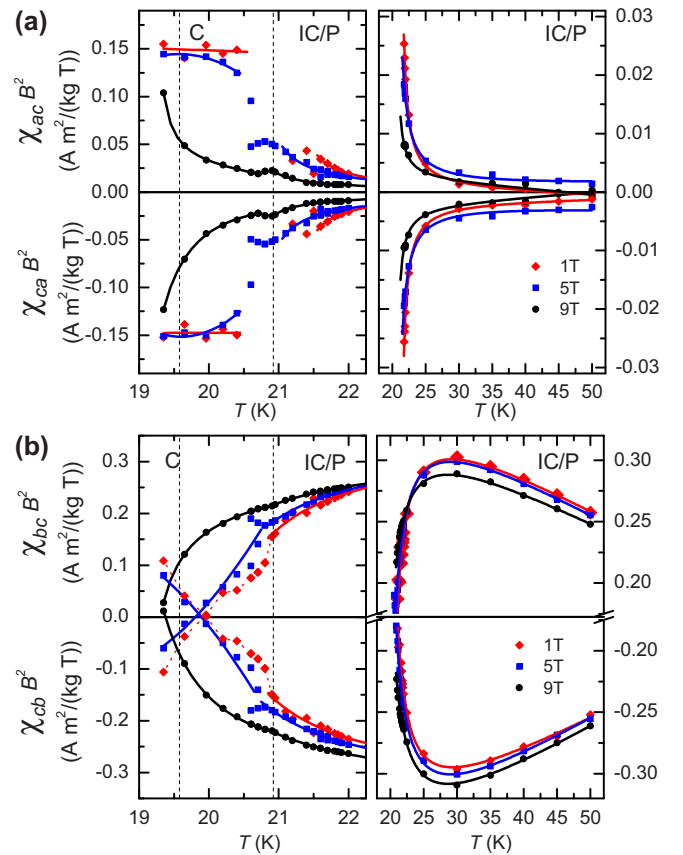 (a)
C IC/P IC/P
χac B²
(A m²/(kg T)
χca B²
(A m²/(kg T)
0.15
0.10
0.05
0.00
-0.05
-0.10
-0.15
0.03
0.02
0.01
0
-0.01
-0.02
-0.03
1T
5T
9T
19 20 21 22
20 25 30 35 40 45 50
T (K) T (K)
(b)
C IC/P IC/P
χbc B²
(A m²/(kg T)
χcb B²
(A m²/(kg T)
0.3
0.2
0.1
0.0
-0.1
-0.2
-0.3
0.30
0.25
0.20
-0.20
-0.25
-0.30
1T
5T
9T
19 20 21 22
20 25 30 35 40 45 50
T (K) T (K)